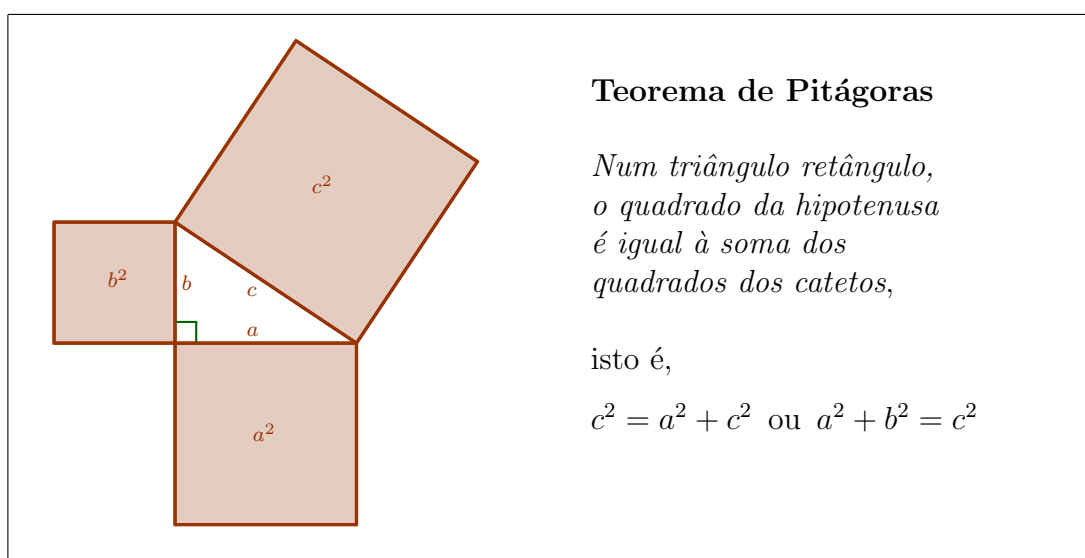 Teorema de Pitágoras
Num triângulo retângulo,
o quadrado da hipotenusa
é igual à soma dos
quadrados dos catetos,
isto é,
c² = a² + c² ou a² + b² = c²
c²
b²
b
c
a
a²